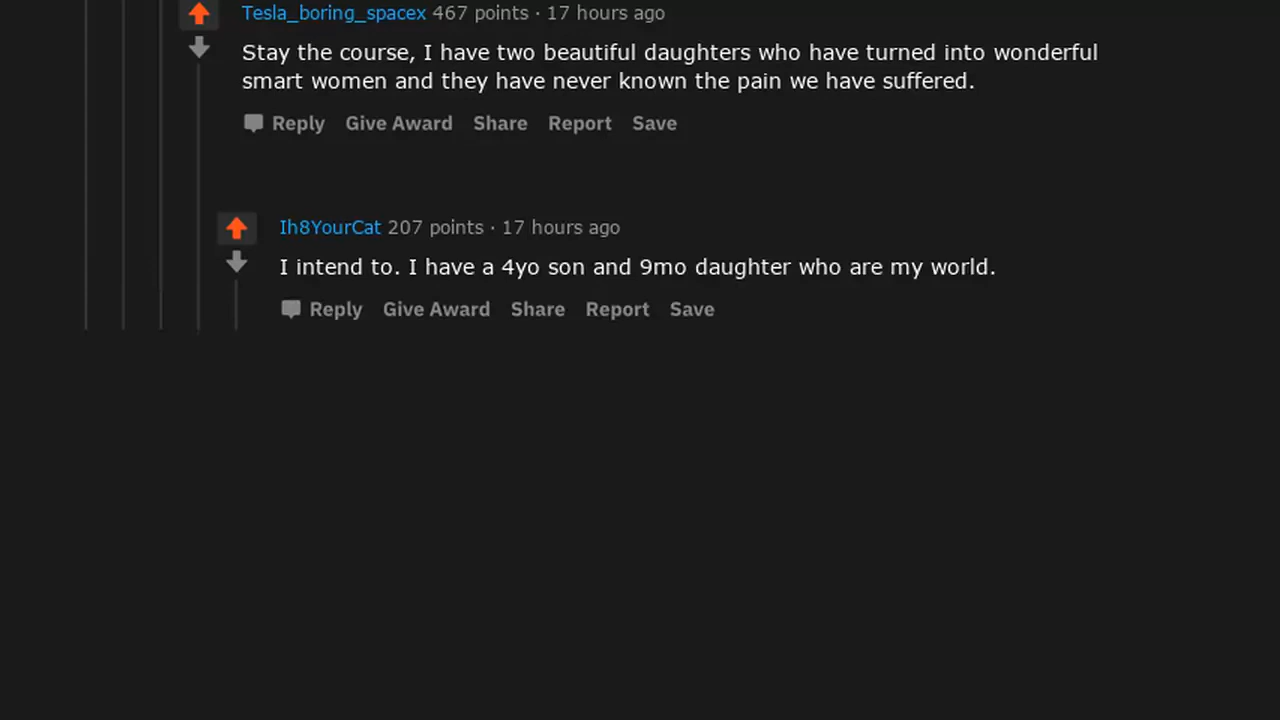 Tesla_boring_spacex 467 points · 17 hours ago
Stay the course, I have two beautiful daughters who have turned into wonderful
smart women and they have never known the pain we have suffered.
Reply Give Award Share Report Save
Ih8YourCat 207 points · 17 hours ago
I intend to. I have a 4yo son and 9mo daughter who are my world.
Reply Give Award Share Report Save